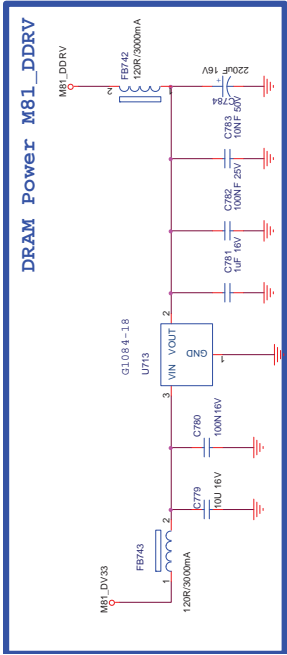 DRAM Power M81_DDRV
M81_DDRV
2
FB742
120R/3000mA
1
220uF 16V
+
C784
C783
10NF 50V
C782
100NF 25V
C781
1uF 16V
G1084-18
U713
2
VIN
VOUT
GND
1
3
C780
100N16V
C779
10U 16V
FB743
2
1
120R/3000mA
M81_DV33